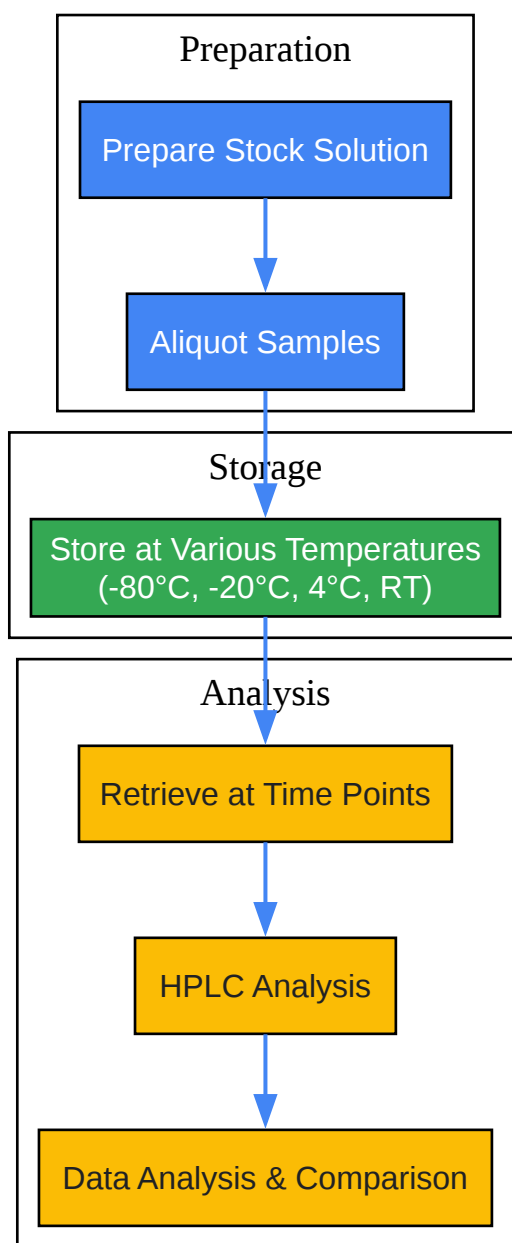 Preparation
Prepare Stock Solution
Aliquot Samples
Storage
Store at Various Temperatures
(-80°C, -20°C, 4°C, RT)
Analysis
Retrieve at Time Points
HPLC Analysis
Data Analysis & Comparison